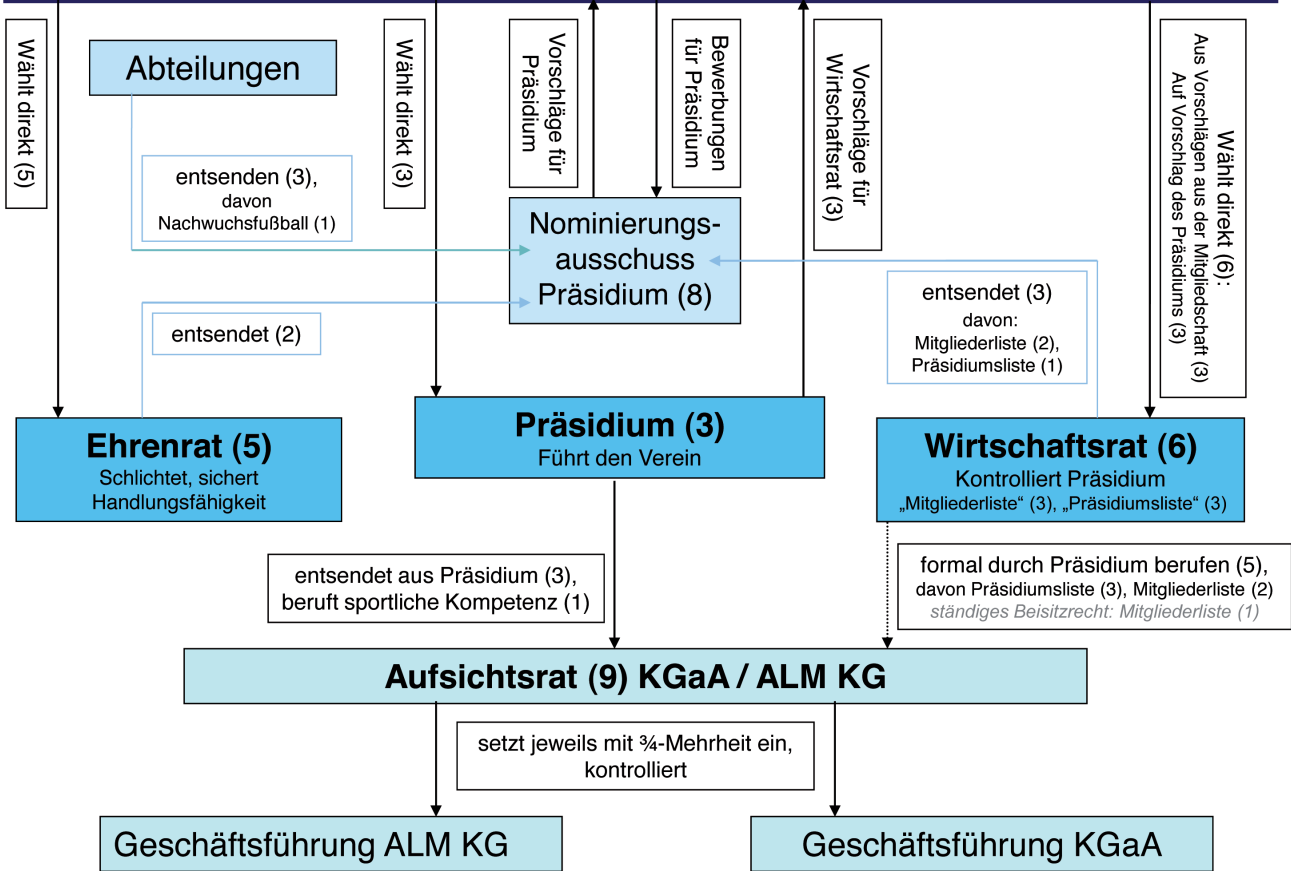 Wählt direkt (5)
Abteilungen
entsenden (3),
davon
Nachwuchsfußball (1)
Wählt direkt (3)
Vorschläge für
Präsidium
Bewerbungen
für Präsidium
Vorschläge für
Wirtschaftsrat (3)
Wählt direkt (6):
Aus Vorschlägen aus der Mitgliedschaft (3)
Auf Vorschlag des Präsidiums (3)
Nominierungs-
ausschuss
Präsidium (8)
entsendet (2)
entsendet (3)
davon:
Mitgliederliste (2),
Präsidiumsliste (1)
Ehrenrat (5)
Schlichtet, sichert
Handlungsfähigkeit
Präsidium (3)
Führt den Verein
Wirtschaftsrat (6)
Kontrolliert Präsidium
„Mitgliederliste“ (3), „Präsidiumsliste“ (3)
entsendet aus Präsidium (3),
beruft sportliche Kompetenz (1)
formal durch Präsidium berufen (5),
davon Präsidiumsliste (3), Mitgliederliste (2)
ständiges Beisitzrecht: Mitgliederliste (1)
Aufsichtsrat (9) KGaA / ALM KG
setzt jeweils mit ¾-Mehrheit ein,
kontrolliert
Geschäftsführung ALM KG
Geschäftsführung KGaA